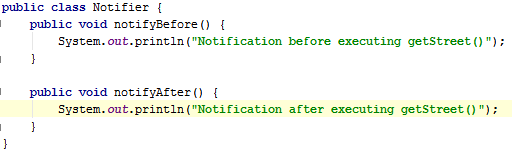 public class Notifier {
public void notifyBefore() {
System.out.println("Notification before executing getStreet()");
}
public void notifyAfter() {
System.out.println("Notification after executing getStreet()");
}
}